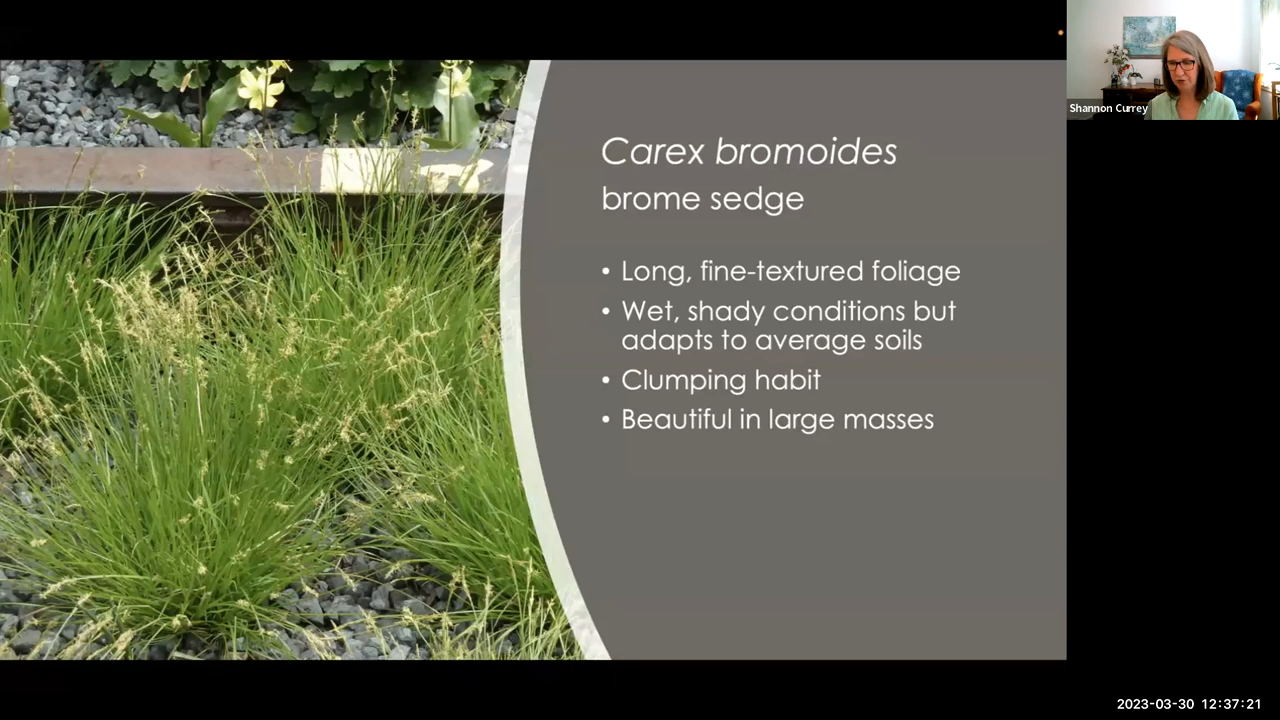 Shannon Currey
Carex bromoides
brome sedge
• Long, fine-textured foliage
• Wet, shady conditions but
adapts to average soils
• Clumping habit
• Beautiful in large masses
2023-03-30 12:37:21